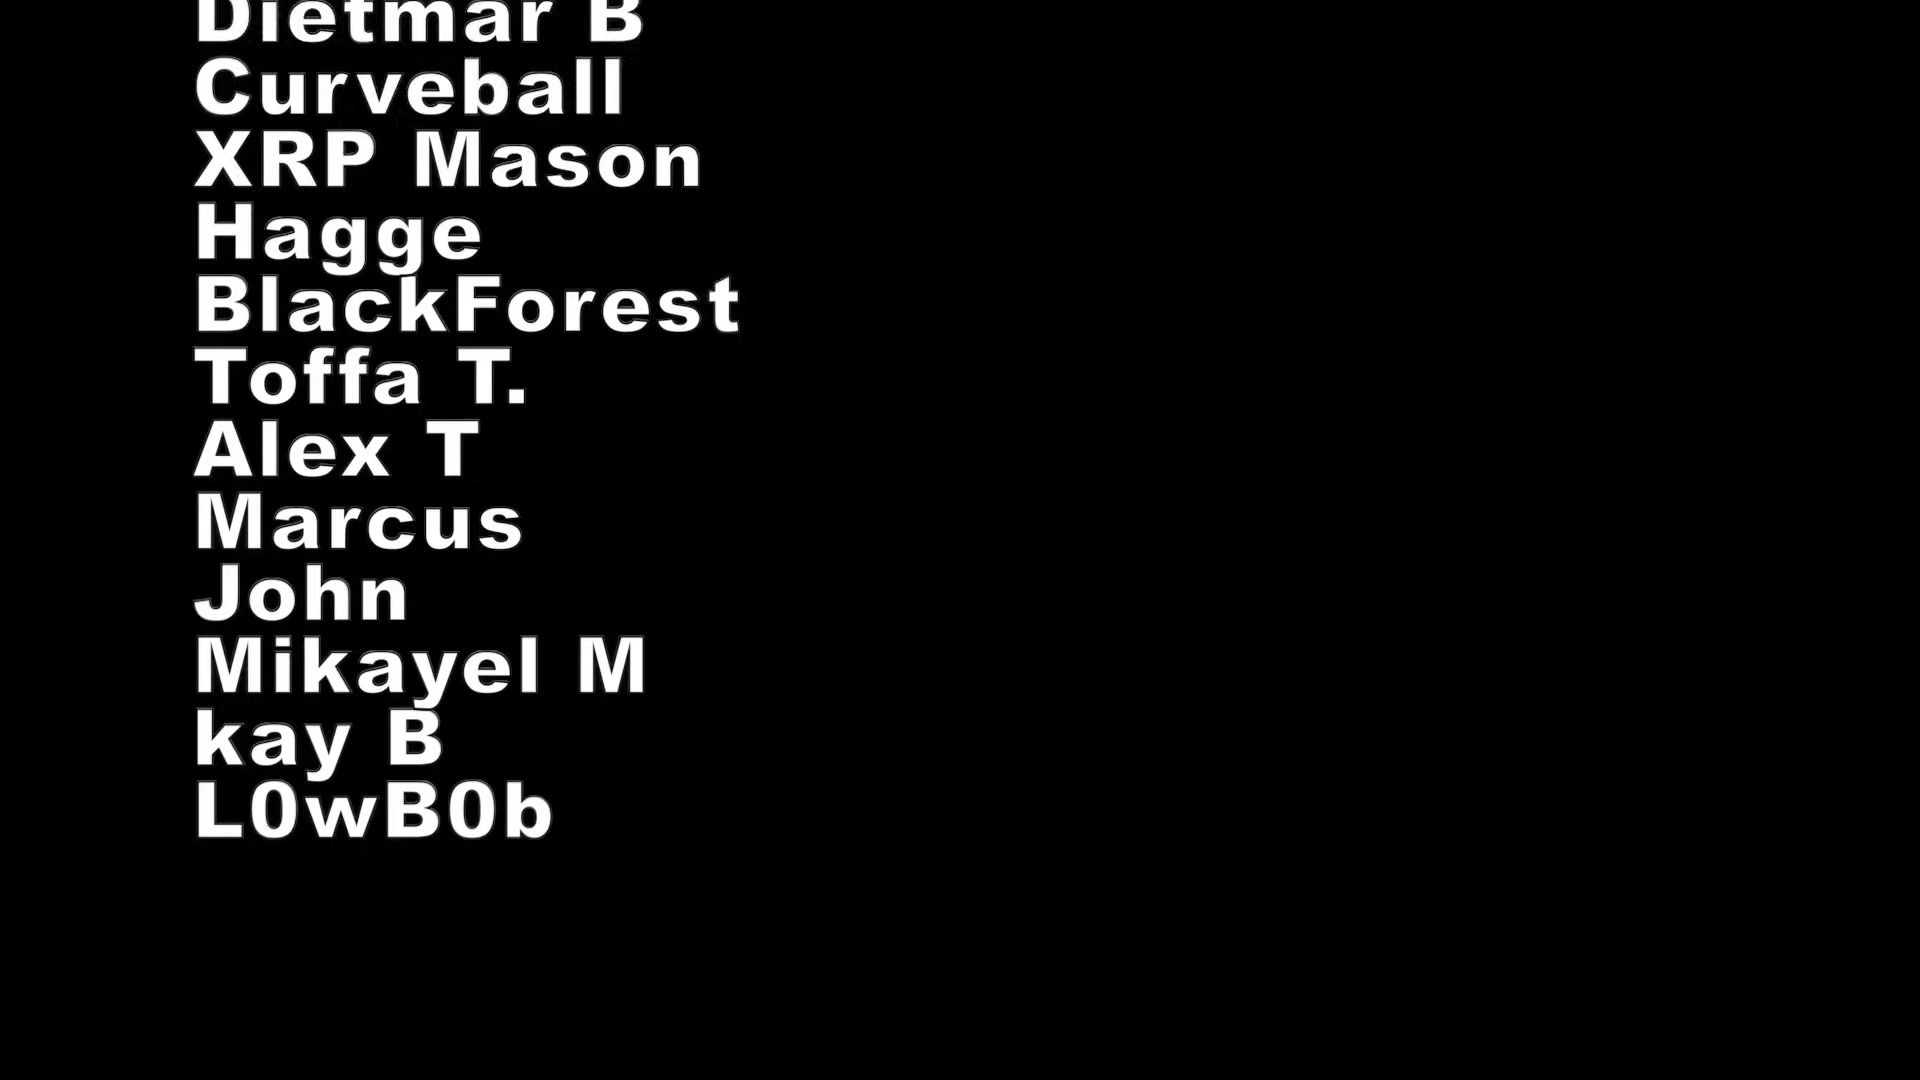 Dietmar B
Curveball
XRP Mason
Hagge
BlackForest
Toffa T.
Alex T
Marcus
John
Mikayel M
kay B
L0wB0b